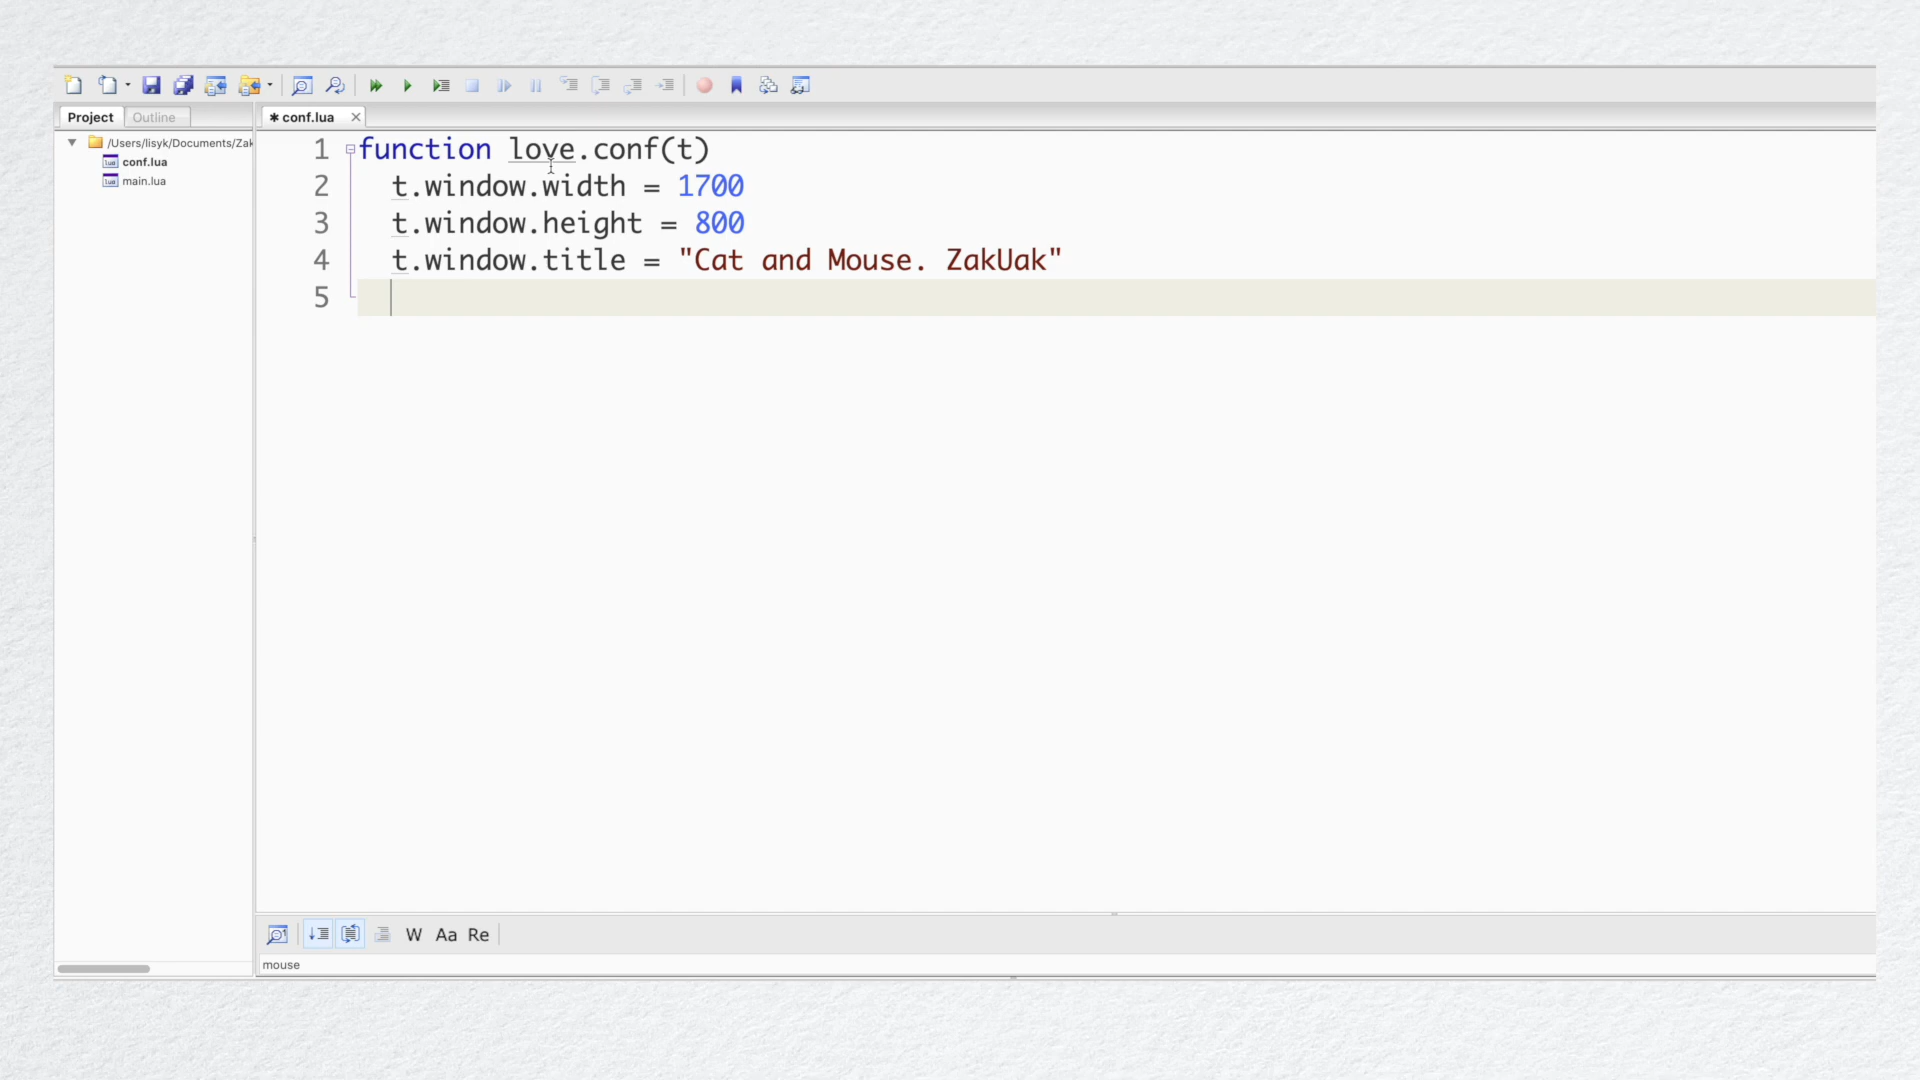 Project Outline
✱ conf.lua
/Users/lisyk/Documents/Zak
conf.lua
main.lua
1 function love.conf(t)
2 t.window.width = 1700
3 t.window.height = 800
4 t.window.title = "Cat and Mouse. ZakUak"
5
W Aa Re
mouse